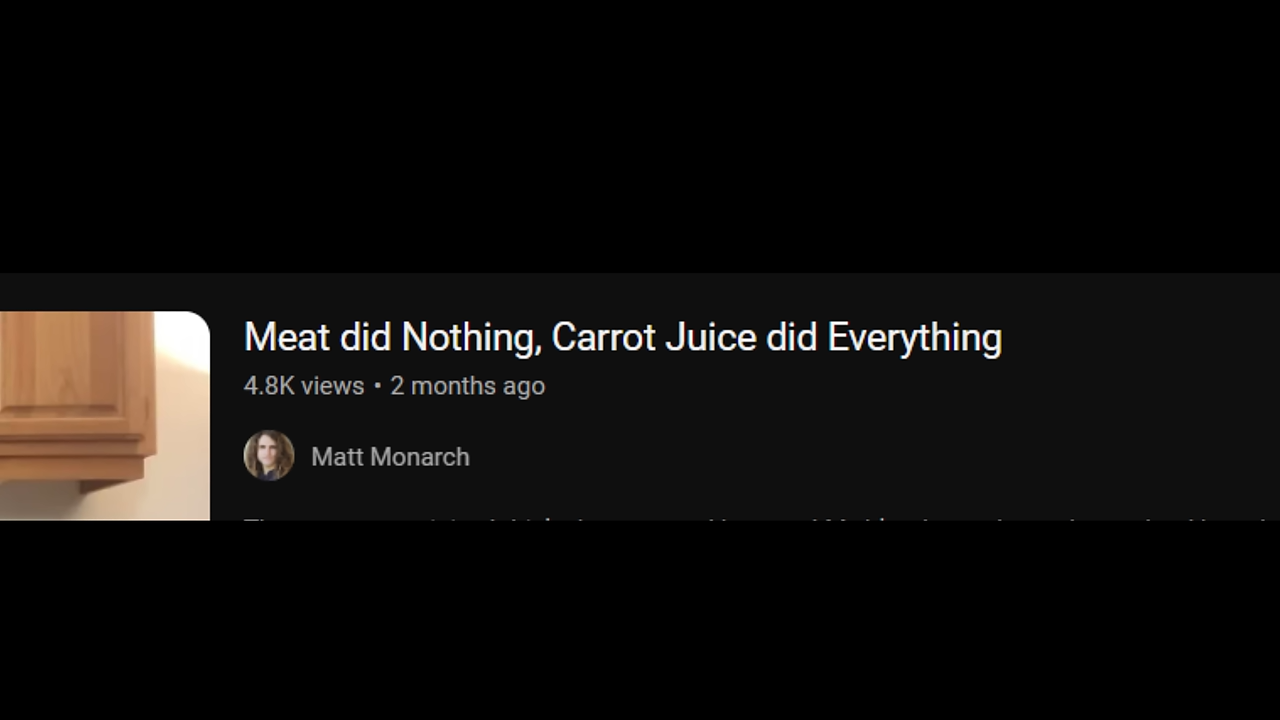 Meat did Nothing, Carrot Juice did Everything
4.8K views • 2 months ago
Matt Monarch